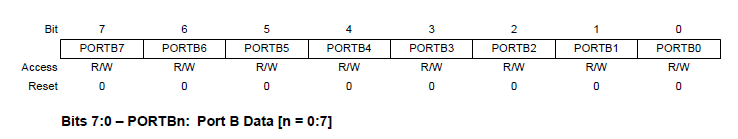 Bit 7 6 5 4 3 2 1 0
PORTB7 PORTB6 PORTB5 PORTB4 PORTB3 PORTB2 PORTB1 PORTB0
Access R/W R/W R/W R/W R/W R/W R/W R/W
Reset 0 0 0 0 0 0 0 0
Bits 7:0 – PORTBn: Port B Data [n = 0:7]